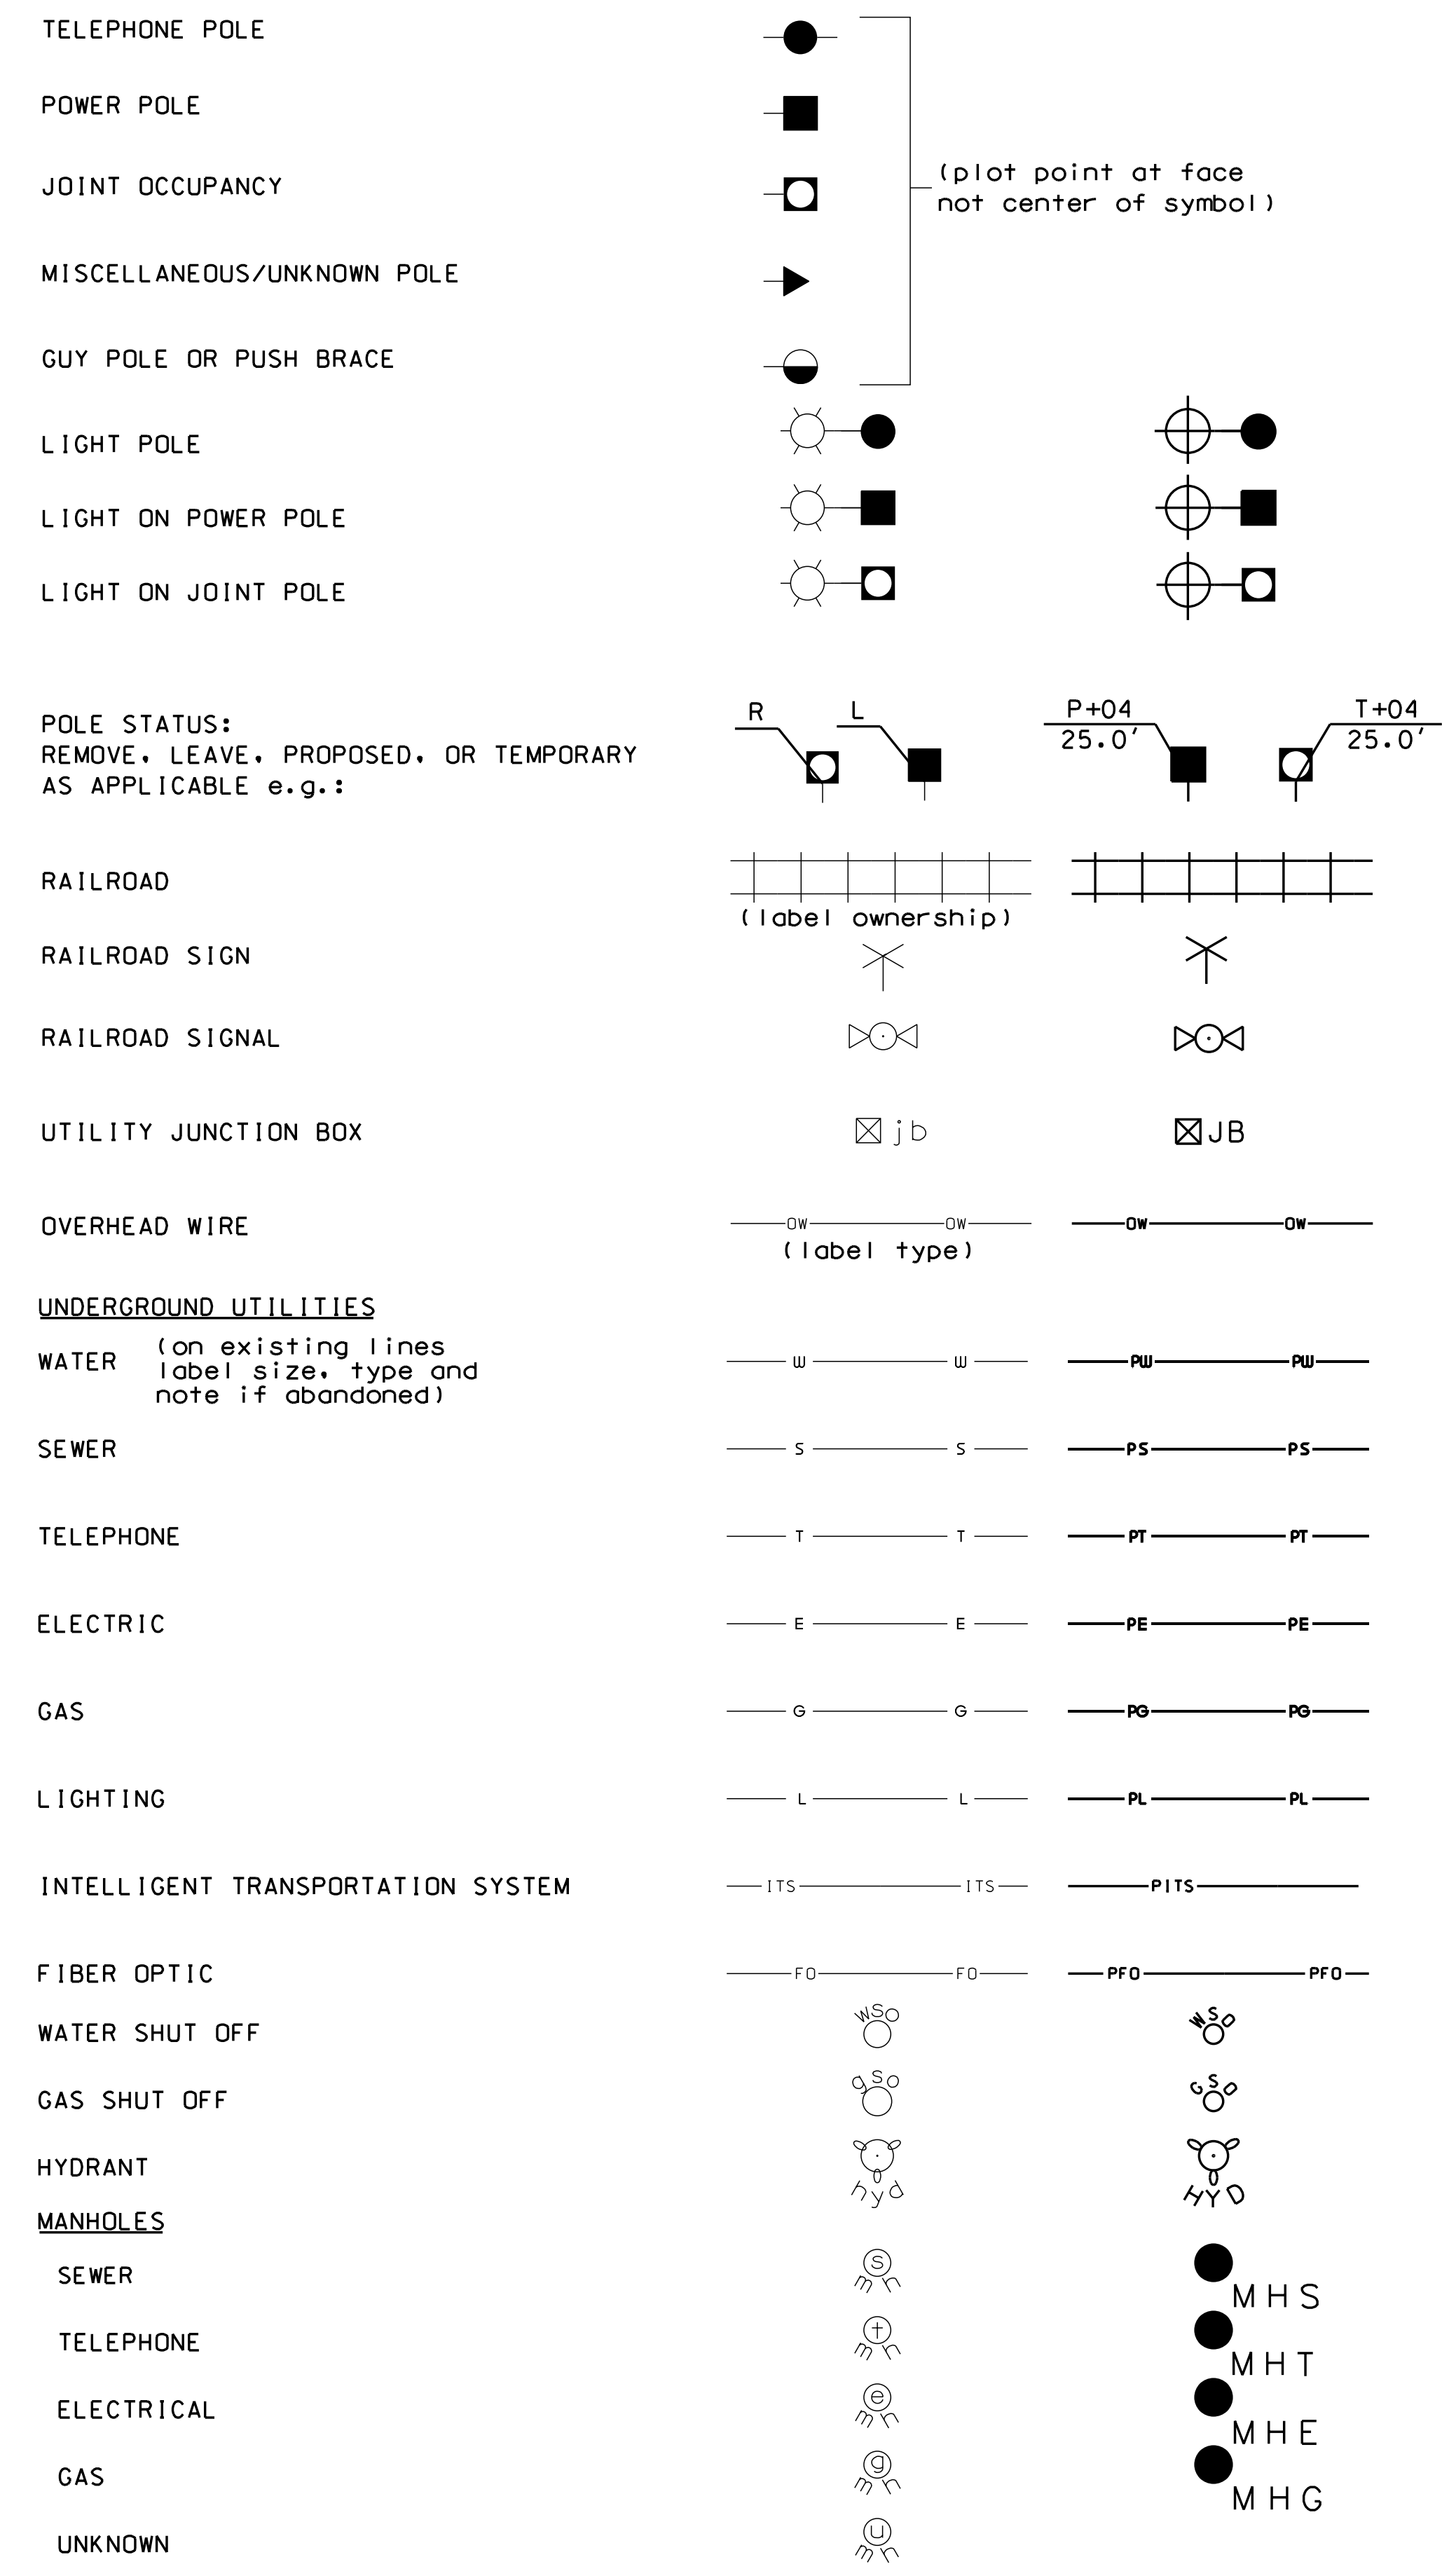 TELEPHONE POLE
POWER POLE
JOINT OCCUPANCY
(plot point at face
not center of symbol)
MISCELLANEOUS/UNKNOWN POLE
GUY POLE OR PUSH BRACE
LIGHT POLE
LIGHT ON POWER POLE
LIGHT ON JOINT POLE
POLE STATUS:
REMOVE, LEAVE, PROPOSED, OR TEMPORARY
AS APPLICABLE e.g.:
R L P+04 T+04
25.0' 25.0'
RAILROAD
(label ownership)
RAILROAD SIGN
RAILROAD SIGNAL
UTILITY JUNCTION BOX jb JB
OVERHEAD WIRE OW OW OW OW
(label type)
UNDERGROUND UTILITIES
WATER (on existing lines
label size, type and
note if abandoned)
W W PW PW
SEWER S S PS PS
TELEPHONE T T PT PT
ELECTRIC E E PE PE
GAS G G PG PG
LIGHTING L L PL PL
INTELLIGENT TRANSPORTATION SYSTEM ITS ITS PITS
FIBER OPTIC FO FO PFO PFO
WATER SHUT OFF WSO WSO
GAS SHUT OFF gso GSO
HYDRANT hyd HYD
MANHOLES
SEWER s mh MHS
TELEPHONE t mh MHT
ELECTRICAL e mh MHE
GAS g mh MHG
UNKNOWN u mh